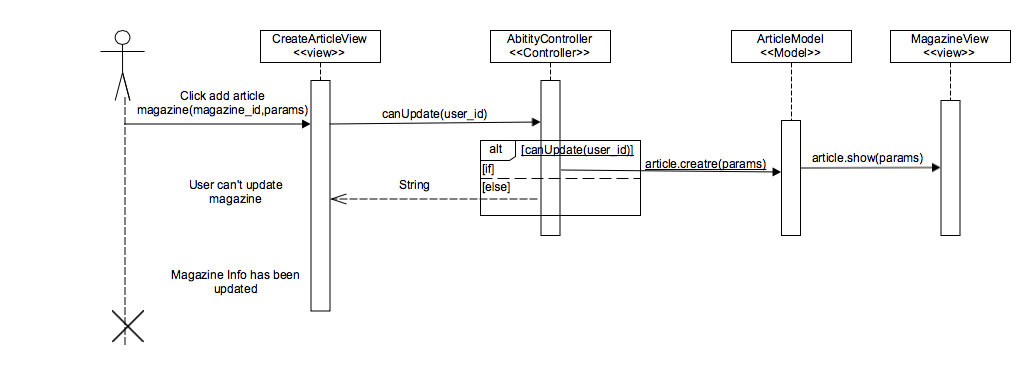 CreateArticleView
<<view>>
AbitityController
<<Controller>>
ArticleModel
<<Model>>
MagazineView
<<view>>
Click add article
magazine(magazine_id,params)
canUpdate(user_id)
alt
[canUpdate(user_id)]
[if]
article.creatre(params)
article.show(params)
[else]
String
User can't update
magazine
Magazine Info has been
updated